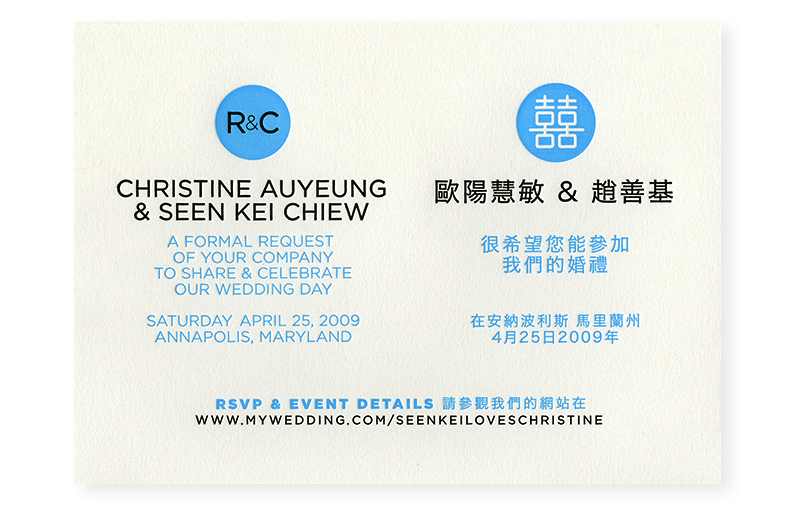 R&C
CHRISTINE AUYEUNG
& SEEN KEI CHIEW
A FORMAL REQUEST
OF YOUR COMPANY
TO SHARE & CELEBRATE
OUR WEDDING DAY
SATURDAY APRIL 25, 2009
ANNAPOLIS, MARYLAND
囍
歐陽慧敏 & 趙善基
很希望您能參加
我們的婚禮
在安納波利斯 馬里蘭州
4月25日2009年
RSVP & EVENT DETAILS 請參觀我們的網站在
WWW.MYWEDDING.COM/SEENKEILOVESCHRISTINE